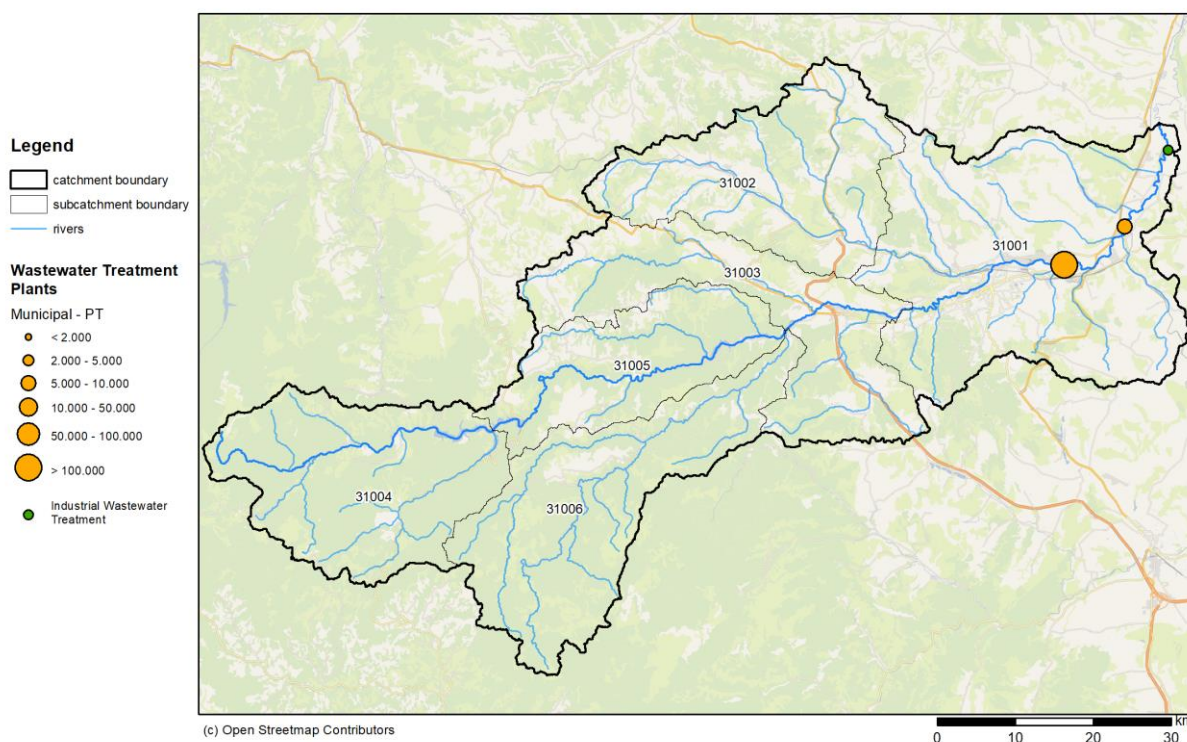 Legend
catchment boundary
subcatchment boundary
rivers
Wastewater Treatment
Plants
Municipal - PT
< 2.000
2.000 - 5.000
5.000 - 10.000
10.000 - 50.000
50.000 - 100.000
> 100.000
Industrial Wastewater
Treatment
31002
31001
31003
31005
31004
31006
(c) Open Streetmap Contributors
km
0 10 20 30